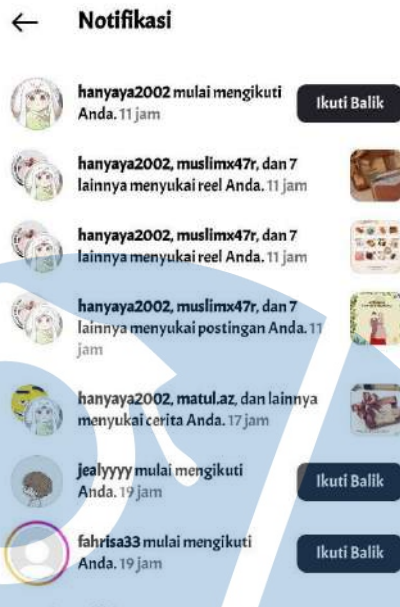 Notifikasi
hanyaya2002 mulai mengikuti
Anda. 11 jam
Ikuti Balik
hanyaya2002, muslimx47r, dan 7
lainnya menyukai reel Anda. 11 jam
hanyaya2002, muslimx47r, dan 7
lainnya menyukai reel Anda. 11 jam
hanyaya2002, muslimx47r, dan 7
lainnya menyukai postingan Anda. 11
jam
hanyaya2002, matul.az, dan lainnya
menyukai cerita Anda. 17 jam
jealyyyy mulai mengikuti
Anda. 19 jam
Ikuti Balik
fahrisa33 mulai mengikuti
Anda. 19 jam
Ikuti Balik